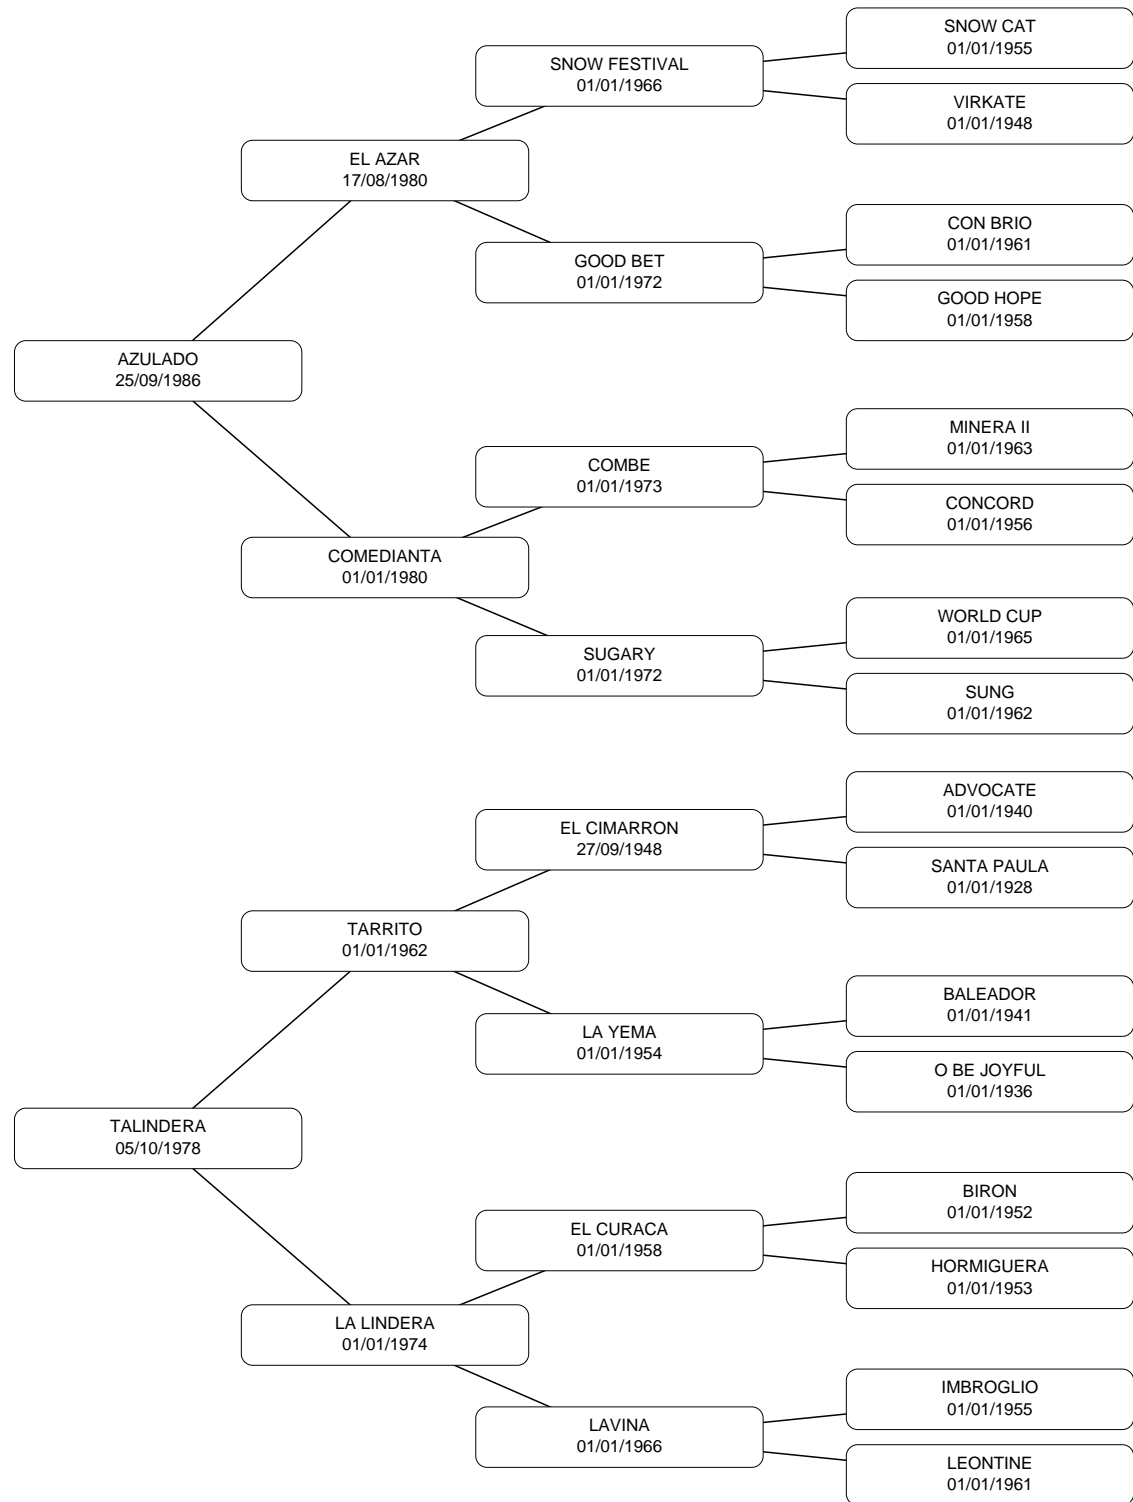 SNOW CAT
01/01/1955
SNOW FESTIVAL
01/01/1966
VIRKATE
01/01/1948
EL AZAR
17/08/1980
CON BRIO
01/01/1961
GOOD BET
01/01/1972
GOOD HOPE
01/01/1958
AZULADO
25/09/1986
MINERA II
01/01/1963
COMBE
01/01/1973
CONCORD
01/01/1956
COMEDIANTA
01/01/1980
WORLD CUP
01/01/1965
SUGARY
01/01/1972
SUNG
01/01/1962
ADVOCATE
01/01/1940
EL CIMARRON
27/09/1948
SANTA PAULA
01/01/1928
TARRITO
01/01/1962
BALEADOR
01/01/1941
LA YEMA
01/01/1954
O BE JOYFUL
01/01/1936
TALINDERA
05/10/1978
BIRON
01/01/1952
EL CURACA
01/01/1958
HORMIGUERA
01/01/1953
LA LINDERA
01/01/1974
IMBROGLIO
01/01/1955
LAVINA
01/01/1966
LEONTINE
01/01/1961